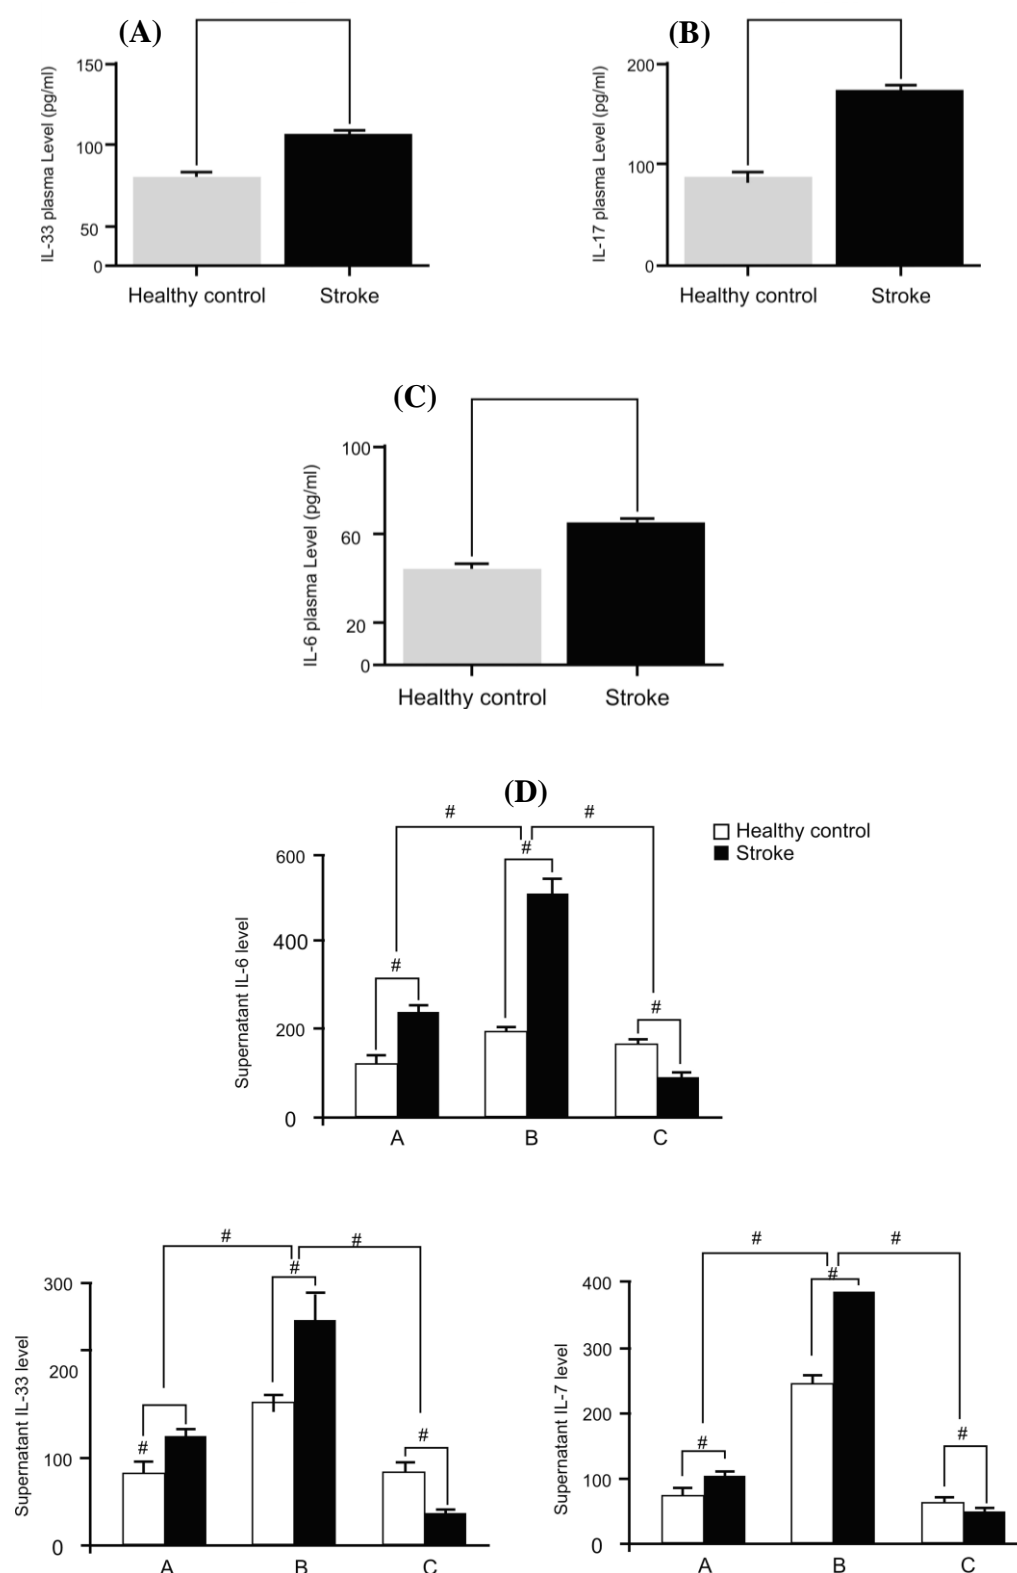 (A)
IL-33 plasma Level (pg/ml)
150
100
50
0
Healthy control
Stroke
(B)
IL-17 plasma Level (pg/ml)
200
100
0
Healthy control
Stroke
(C)
IL-6 plasma Level (pg/ml)
100
60
20
0
Healthy control
Stroke
(D)
# #
Healthy control
Stroke
#
#
#
Supernatant IL-6 level
600
400
200
0
A B C
# #
#
#
#
Supernatant IL-33 level
300
200
100
0
A B C
# #
#
#
#
Supernatant IL-7 level
400
300
200
100
0
A B C